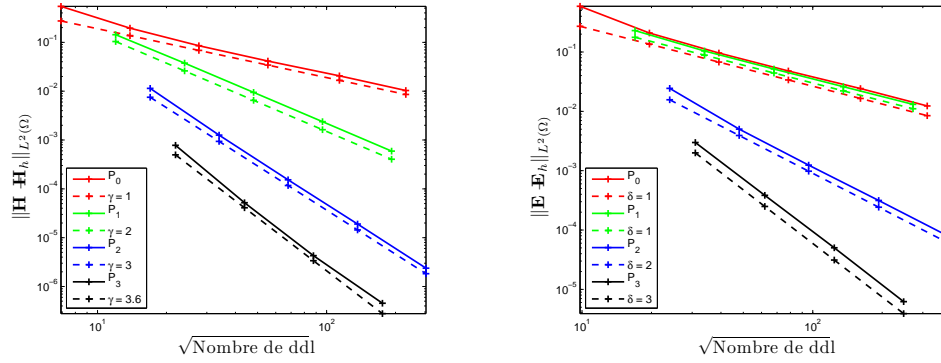 10⁻¹
10⁻²
10⁻³
10⁻⁴
10⁻⁵
10⁻⁶
‖H H_h‖_{L²(Ω)}
P₀
γ = 1
P₁
γ = 2
P₂
γ = 3
P₃
γ = 3.6
10¹
10²
√Nombre de ddl
10⁻¹
10⁻²
10⁻³
10⁻⁴
10⁻⁵
‖E E_h‖_{L²(Ω)}
P₀
δ = 1
P₁
δ = 1
P₂
δ = 2
P₃
δ = 3
10¹
10²
√Nombre de ddl